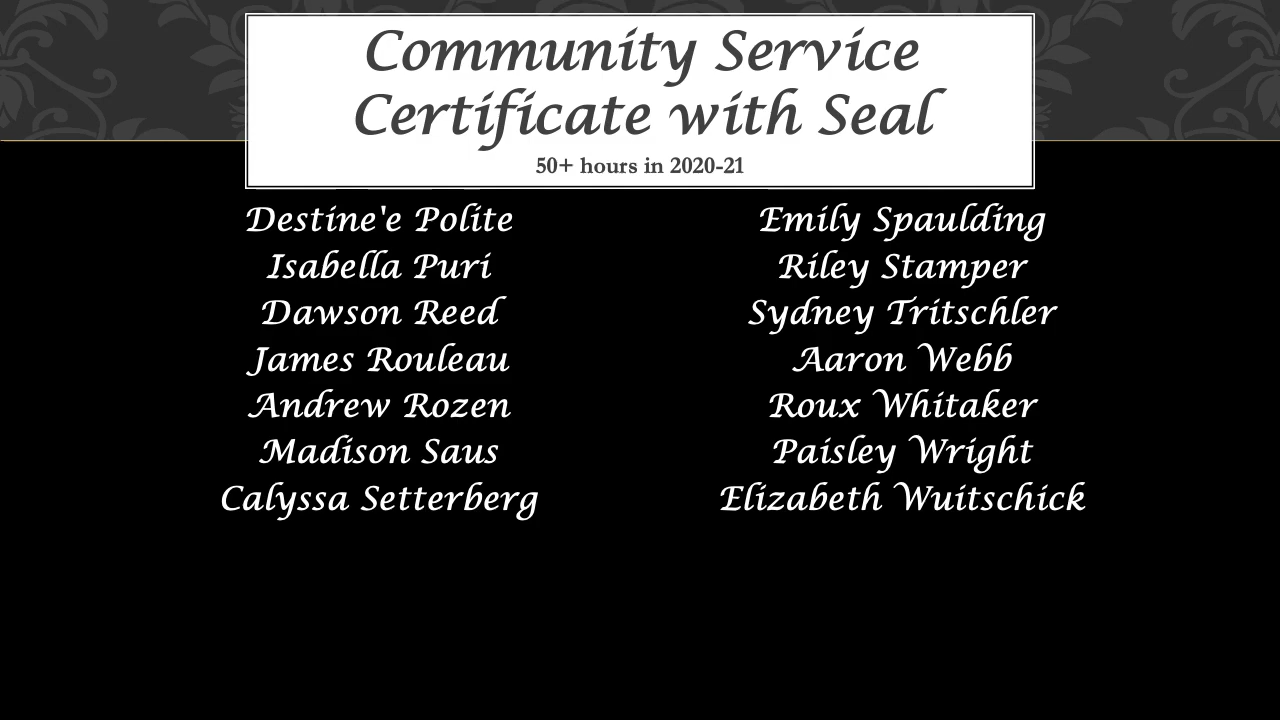 Community Service
Certificate with Seal
50+ hours in 2020-21
Destine'e Polite
Isabella Puri
Dawson Reed
James Rouleau
Andrew Rozen
Madison Saus
Calyssa Setterberg
Emily Spaulding
Riley Stamper
Sydney Tritschler
Aaron Webb
Roux Whitaker
Paisley Wright
Elizabeth Wuitschick